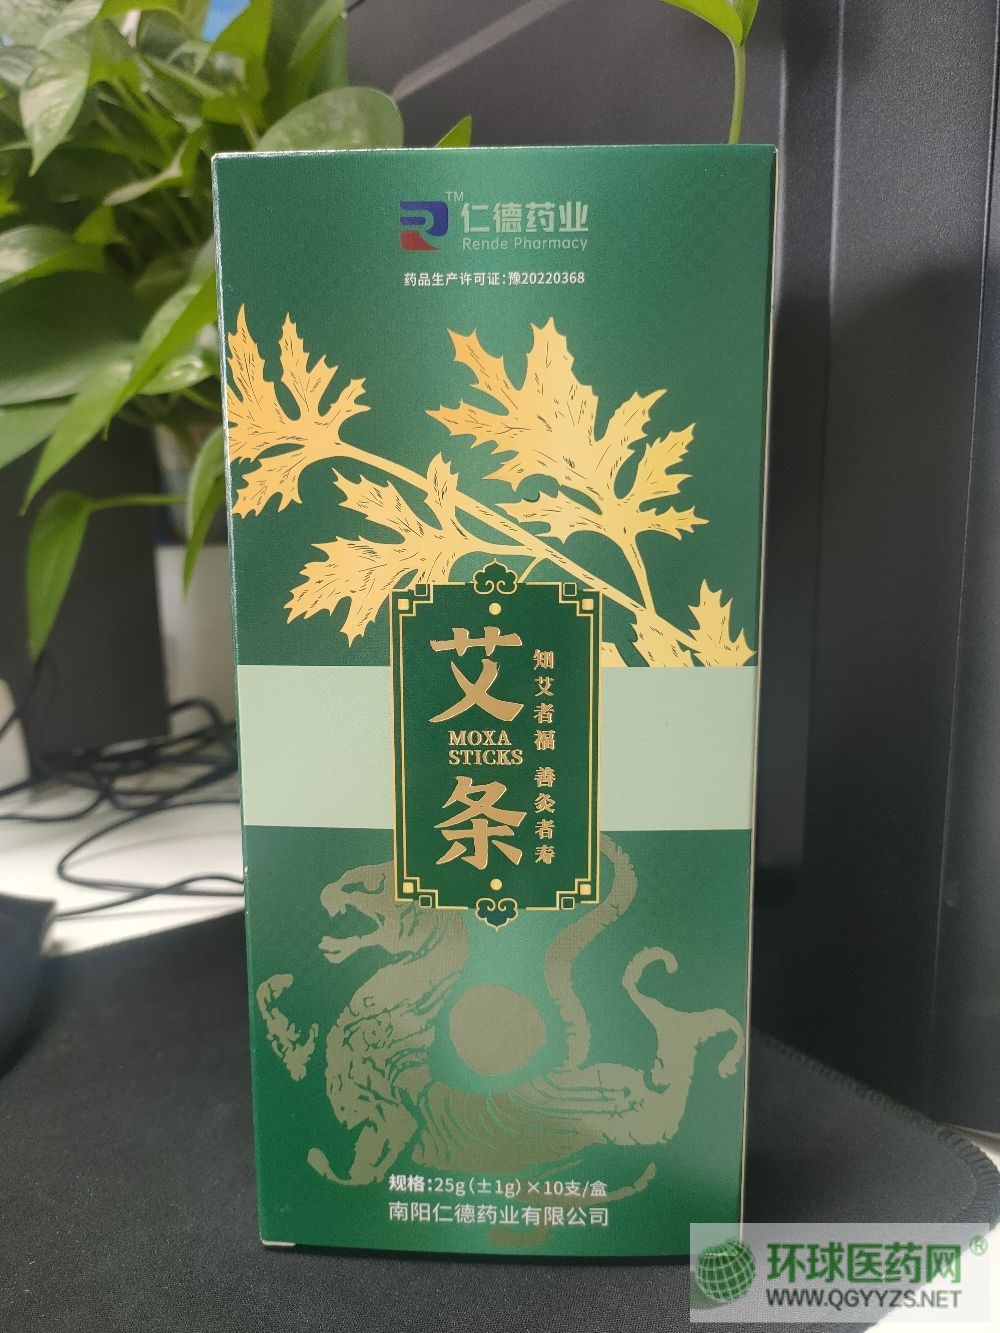 TM
仁德药业
Rende Pharmacy
药品生产许可证:豫20220368
艾条
MOXA
STICKS
知艾者福 善灸者寿
规格:25g(±1g)×10支/盒
南阳仁德药业有限公司
环球医药网®
WWW.QGYYZS.NET